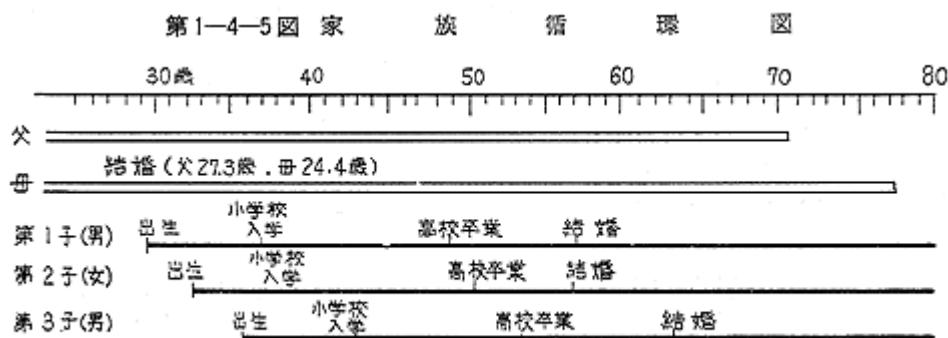 第1-4-5図 家族循環図
30歳 40 50 60 70 80
父
結婚(父27.3歳.母24.4歳)
母
第1子(男) 出生 小学校入学 高校卒業 結婚
第2子(女) 出生 小学校入学 高校卒業 結婚
第3子(男) 出生 小学校入学 高校卒業 結婚